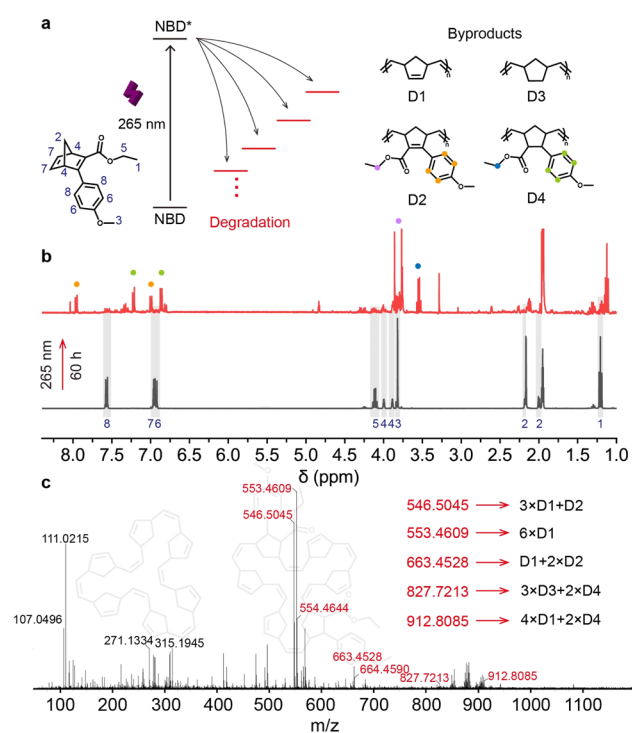 a
NBD*
Byproducts
265 nm
NBD
Degradation
n
n
D1
D3
n
n
D2
D4
O
O
O
O
O
O
O
O
O
O
2
7
4
5
7
4
1
8
8
6
6
3
b
265 nm
60 h
8
76
5443
2
2
1
8.0 7.5 7.0 6.5 6.0 5.5 5.0 4.5 4.0 3.5 3.0 2.5 2.0 1.5 1.0
δ (ppm)
c
553.4609
546.5045
111.0215
107.0496
271.1334
315.1945
554.4644
663.4528
664.4590
827.7213
912.8085
546.5045 3×D1+D2
553.4609 6×D1
663.4528 D1+2×D2
827.7213 3×D3+2×D4
912.8085 4×D1+2×D4
100 200 300 400 500 600 700 800 900 1000 1100
m/z